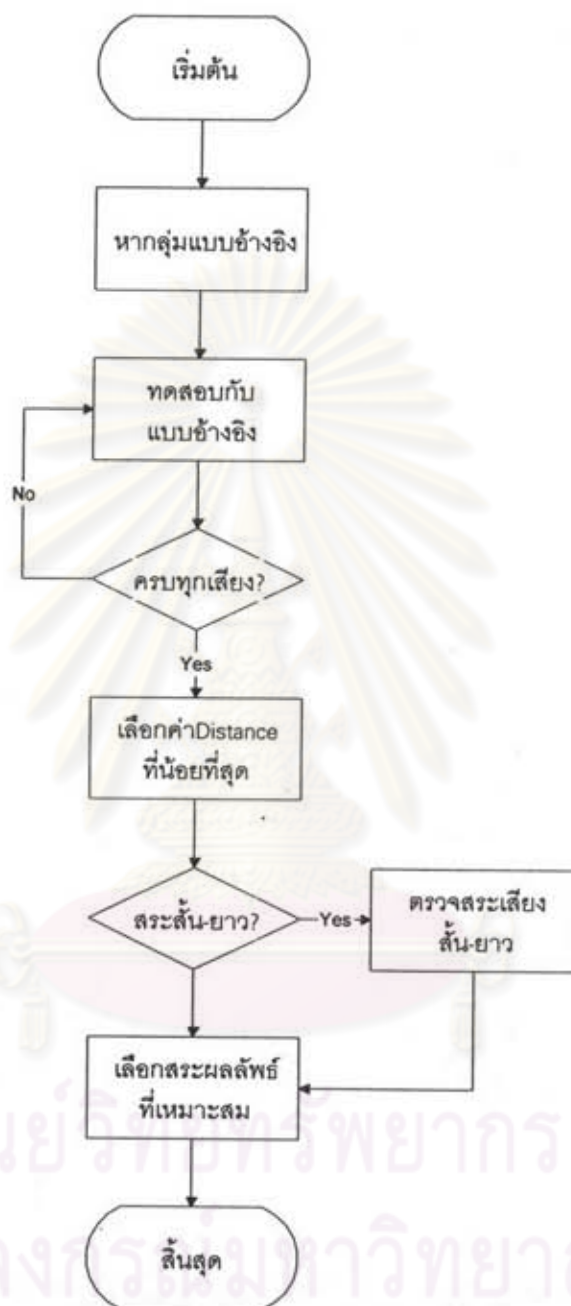 เริ่มต้น
หากลุ่มแบบอ้างอิง
ทดสอบกับ
แบบอ้างอิง
No
ครบทุกเสียง?
Yes
เลือกค่าDistance
ที่น้อยที่สุด
สระสั้น-ยาว?
Yes
ตรวจสระเสียง
สั้น-ยาว
เลือกสระผลลัพธ์
ที่เหมาะสม
สิ้นสุด